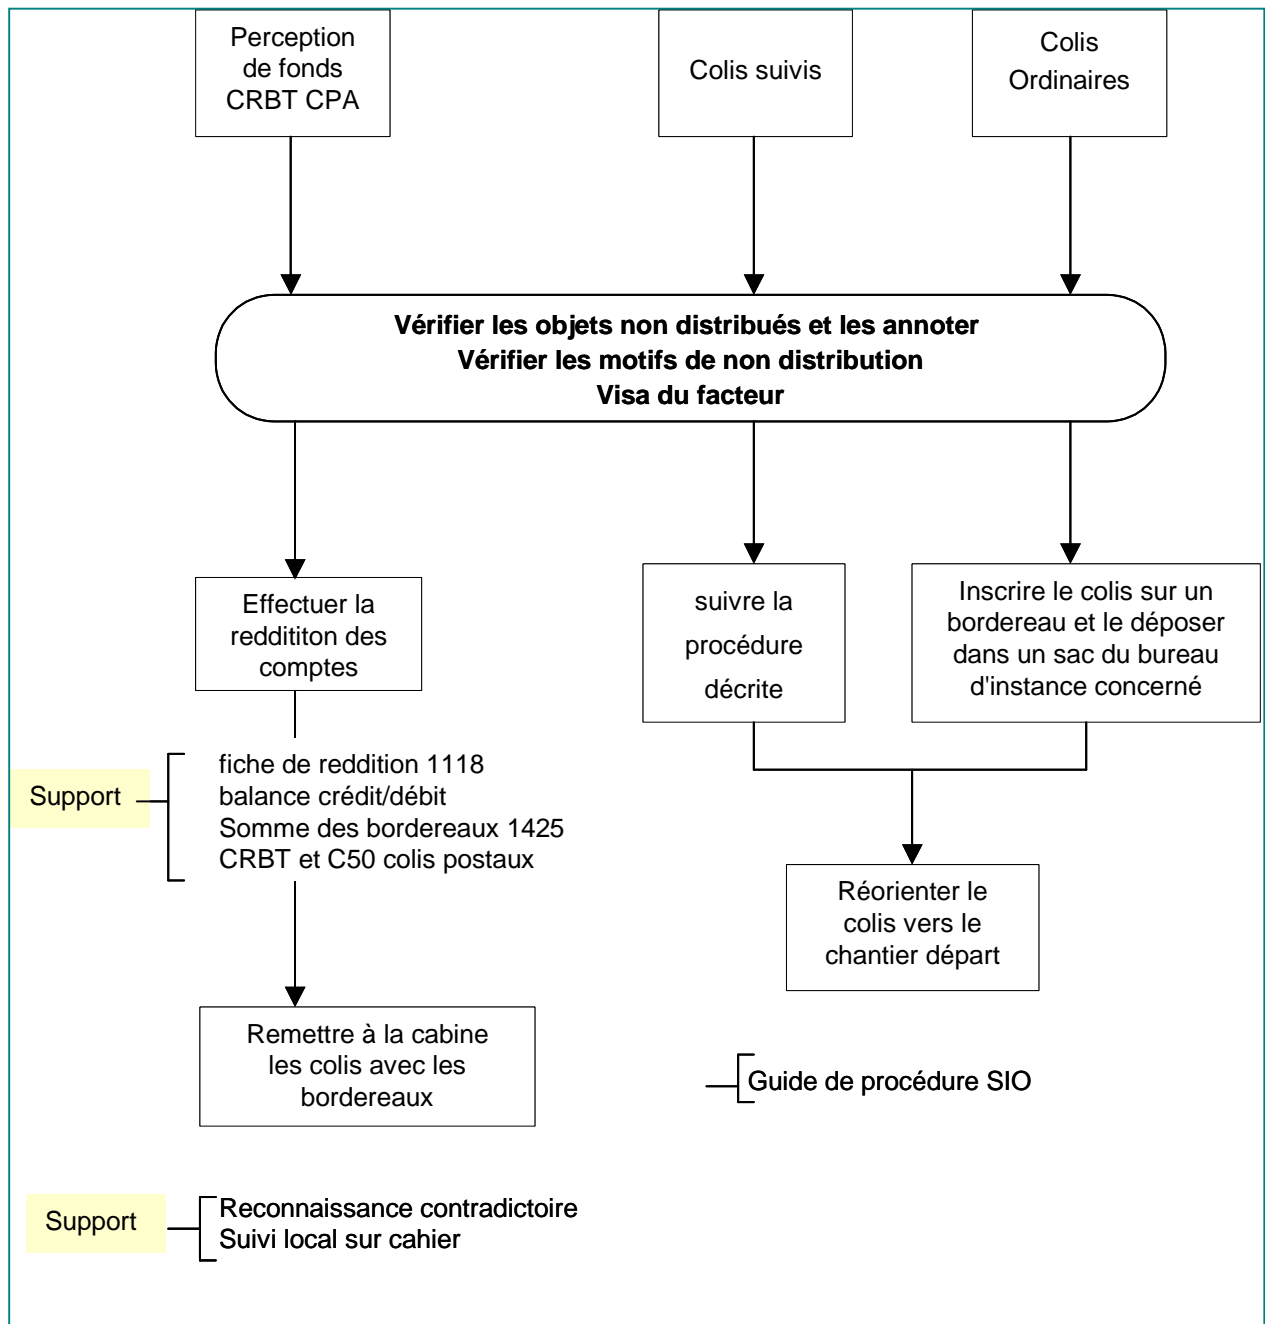 Perception
de fonds
CRBT CPA
Colis suivis
Colis
Ordinaires
Vérifier les objets non distribués et les annoter
Vérifier les motifs de non distribution
Visa du facteur
Effectuer la
reddititon des
comptes
suivre la
procédure
décrite
Inscrire le colis sur un
bordereau et le déposer
dans un sac du bureau
d'instance concerné
Support
fiche de reddition 1118
balance crédit/débit
Somme des bordereaux 1425
CRBT et C50 colis postaux
Réorienter le
colis vers le
chantier départ
Remettre à la cabine
les colis avec les
bordereaux
Guide de procédure SIO
Support
Reconnaissance contradictoire
Suivi local sur cahier